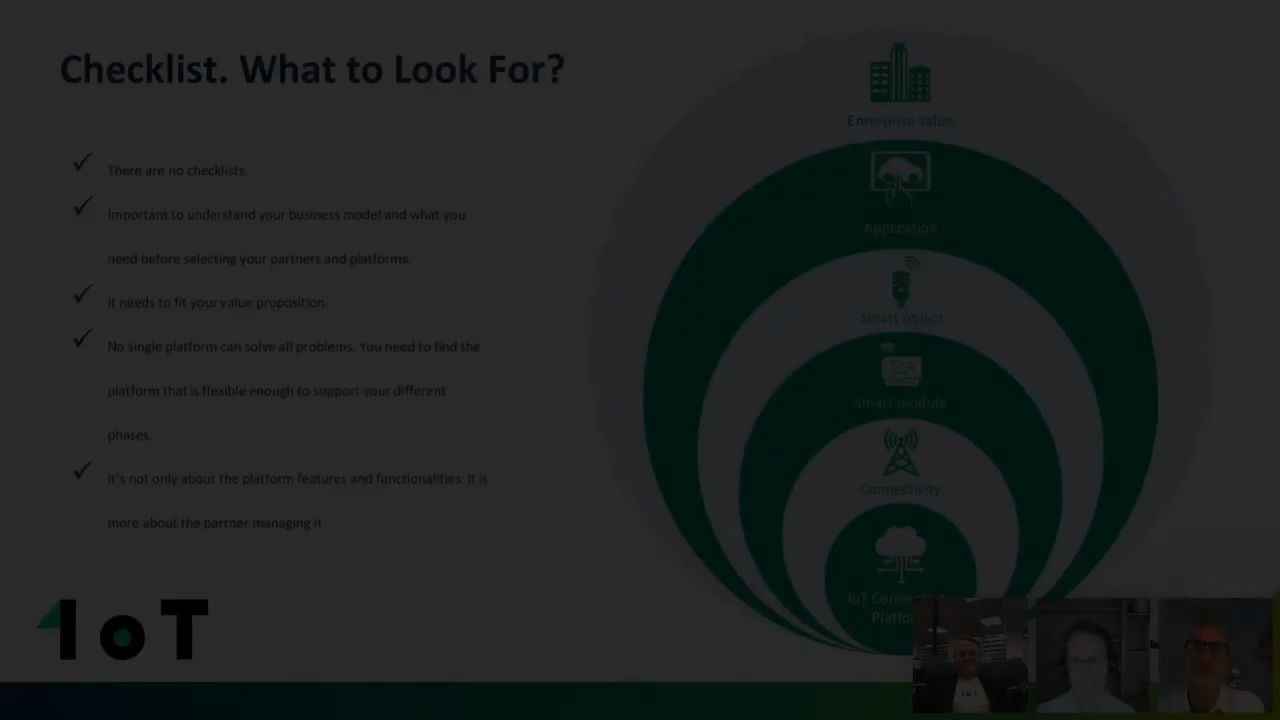 Checklist. What to Look For?
There are no checklists.
Important to understand your business model and what you
need before selecting your partners and platforms.
It needs to fit your value proposition.
No single platform can solve all problems. You need to find the
platform that is flexible enough to support your different
phases.
It's not only about the platform features and functionalities. It is
more about the partner managing it.
Enterprise value
Application
Smart object
Smart module
Connectivity
IoT
1IoT